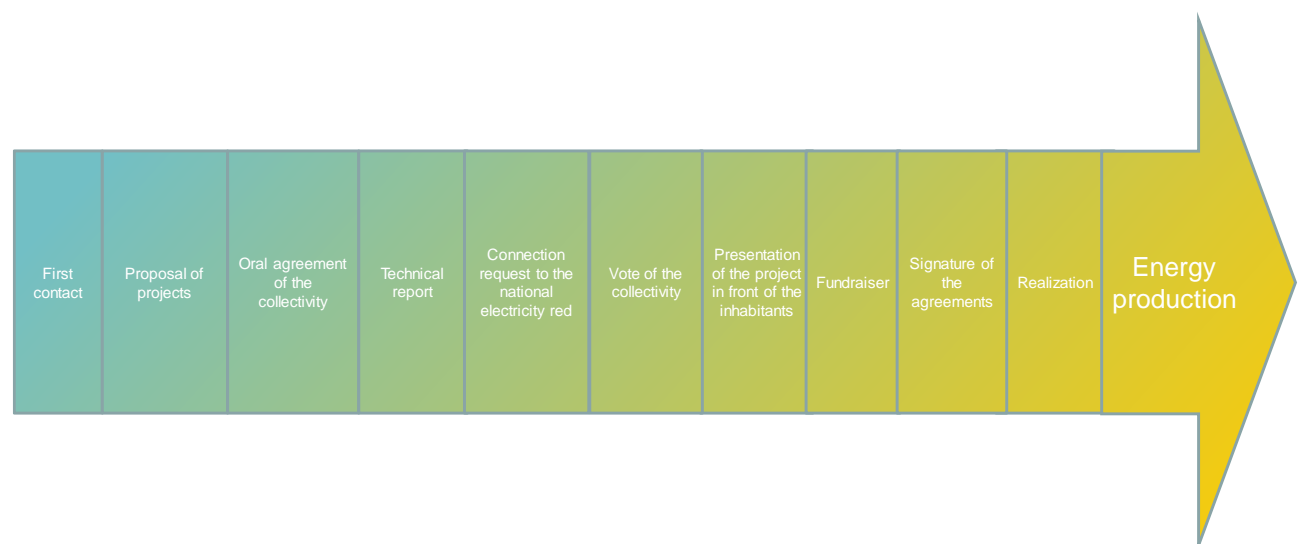 First
contact
Proposal of
projects
Oral agreement
of the
collectivity
Technical
report
Connection
request to the
national
electricity red
Vote of the
collectivity
Presentation
of the project
in front of the
inhabitants
Fundraiser
Signature of
the
agreements
Realization
Energy
production